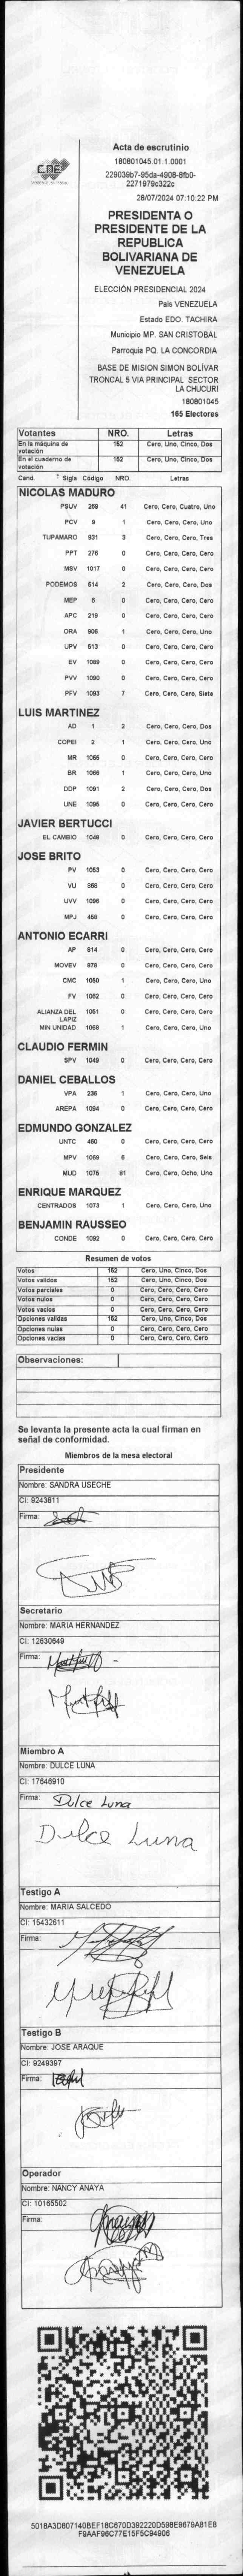 CNE
Acta de escrutinio
180801045.01.1.0001
229039b7-95da-4908-8fb0-
2271979c322c
28/07/2024 07:10:22 PM
PRESIDENTA O
PRESIDENTE DE LA
REPUBLICA
BOLIVARIANA DE
VENEZUELA
ELECCIÓN PRESIDENCIAL 2024
Pais VENEZUELA
Estado EDO. TACHIRA
Municipio MP. SAN CRISTOBAL
Parroquia PQ. LA CONCORDIA
BASE DE MISION SIMON BOLÍVAR
TRONCAL 5 VIA PRINCIPAL SECTOR
LA CHUCURI
180801045
165 Electores
Votantes NRO. Letras
En la máquina de votación 152 Cero, Uno, Cinco, Dos
En el cuaderno de votación 152 Cero, Uno, Cinco, Dos
Cand. Sigla Código NRO. Letras
NICOLAS MADURO
PSUV 269 41 Cero, Cero, Cuatro, Uno
PCV 9 1 Cero, Cero, Cero, Uno
TUPAMARO 931 3 Cero, Cero, Cero, Tres
PPT 276 0 Cero, Cero, Cero, Cero
MSV 1017 0 Cero, Cero, Cero, Cero
PODEMOS 514 2 Cero, Cero, Cero, Dos
MEP 6 0 Cero, Cero, Cero, Cero
APC 219 0 Cero, Cero, Cero, Cero
ORA 906 1 Cero, Cero, Cero, Uno
UPV 513 0 Cero, Cero, Cero, Cero
EV 1089 0 Cero, Cero, Cero, Cero
PVV 1090 0 Cero, Cero, Cero, Cero
PFV 1093 7 Cero, Cero, Cero, Siete
LUIS MARTINEZ
AD 1 2 Cero, Cero, Cero, Dos
COPEI 2 1 Cero, Cero, Cero, Uno
MR 1065 0 Cero, Cero, Cero, Cero
BR 1066 1 Cero, Cero, Cero, Uno
DDP 1091 2 Cero, Cero, Cero, Dos
UNE 1095 0 Cero, Cero, Cero, Cero
JAVIER BERTUCCI
EL CAMBIO 1048 0 Cero, Cero, Cero, Cero
JOSE BRITO
PV 1053 0 Cero, Cero, Cero, Cero
VU 868 0 Cero, Cero, Cero, Cero
UVV 1096 0 Cero, Cero, Cero, Cero
MPJ 458 0 Cero, Cero, Cero, Cero
ANTONIO ECARRI
AP 914 0 Cero, Cero, Cero, Cero
MOVEV 978 0 Cero, Cero, Cero, Cero
CMC 1050 1 Cero, Cero, Cero, Uno
FV 1062 0 Cero, Cero, Cero, Cero
ALIANZA DEL LAPIZ 1051 0 Cero, Cero, Cero, Cero
MIN UNIDAD 1068 1 Cero, Cero, Cero, Uno
CLAUDIO FERMIN
SPV 1049 0 Cero, Cero, Cero, Cero
DANIEL CEBALLOS
VPA 236 1 Cero, Cero, Cero, Uno
AREPA 1094 0 Cero, Cero, Cero, Cero
EDMUNDO GONZALEZ
UNTC 460 0 Cero, Cero, Cero, Cero
MPV 1069 6 Cero, Cero, Cero, Seis
MUD 1075 81 Cero, Cero, Ocho, Uno
ENRIQUE MARQUEZ
CENTRADOS 1073 1 Cero, Cero, Cero, Uno
BENJAMIN RAUSSEO
CONDE 1092 0 Cero, Cero, Cero, Cero
Resumen de votos
Votos 152 Cero, Uno, Cinco, Dos
Votos validos 152 Cero, Uno, Cinco, Dos
Votos parciales 0 Cero, Cero, Cero, Cero
Votos nulos 0 Cero, Cero, Cero, Cero
Votos vacios 0 Cero, Cero, Cero, Cero
Opciones validas 152 Cero, Uno, Cinco, Dos
Opciones nulas 0 Cero, Cero, Cero, Cero
Opciones vacias 0 Cero, Cero, Cero, Cero
Observaciones:
Se levanta la presente acta la cual firman en
señal de conformidad.
Miembros de la mesa electoral
Presidente
Nombre: SANDRA USECHE
CI: 9243811
Firma:
Secretario
Nombre: MARIA HERNANDEZ
CI: 12630649
Firma:
Miembro A
Nombre: DULCE LUNA
CI: 17646910
Firma: Dulce Luna
Dulce Luna
Testigo A
Nombre: MARIA SALCEDO
CI: 15432611
Firma:
Testigo B
Nombre: JOSE ARAQUE
CI: 9249397
Firma:
Operador
Nombre: NANCY ANAYA
CI: 10165502
Firma: